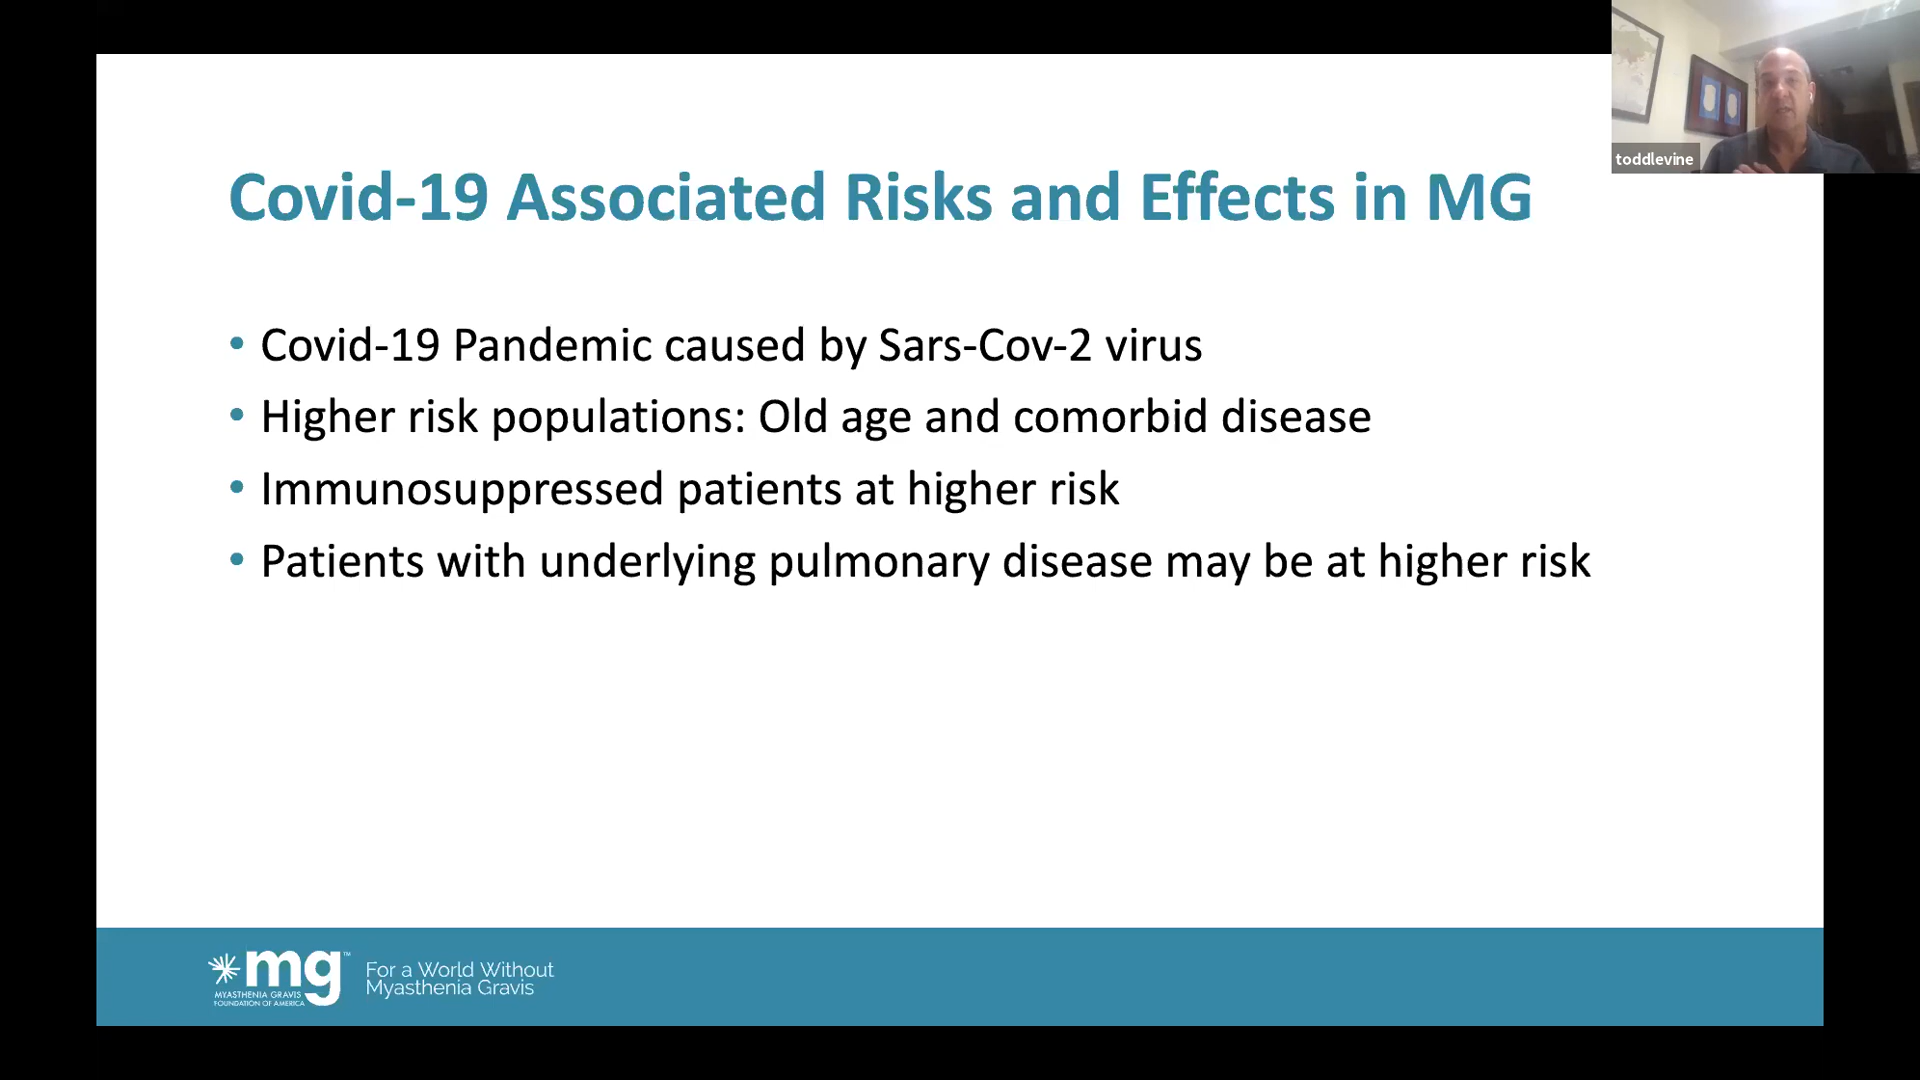 toddlevine
Covid-19 Associated Risks and Effects in MG
• Covid-19 Pandemic caused by Sars-Cov-2 virus
• Higher risk populations: Old age and comorbid disease
• Immunosuppressed patients at higher risk
• Patients with underlying pulmonary disease may be at higher risk
mg™
MYASTHENIA GRAVIS
FOUNDATION OF AMERICA
For a World Without
Myasthenia Gravis